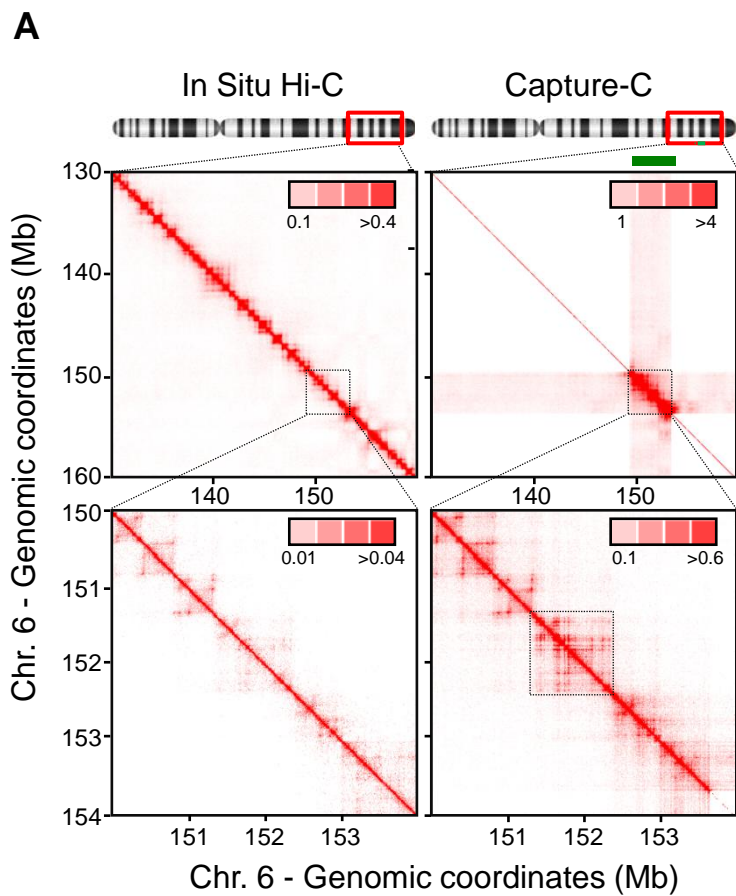 A
In Situ Hi-C Capture-C
Chr. 6 - Genomic coordinates (Mb)
130
140
150
160
0.1 >0.4
1 >4
140 150
140 150
150
151
152
153
154
0.01 >0.04
0.1 >0.6
151 152 153
151 152 153
Chr. 6 - Genomic coordinates (Mb)